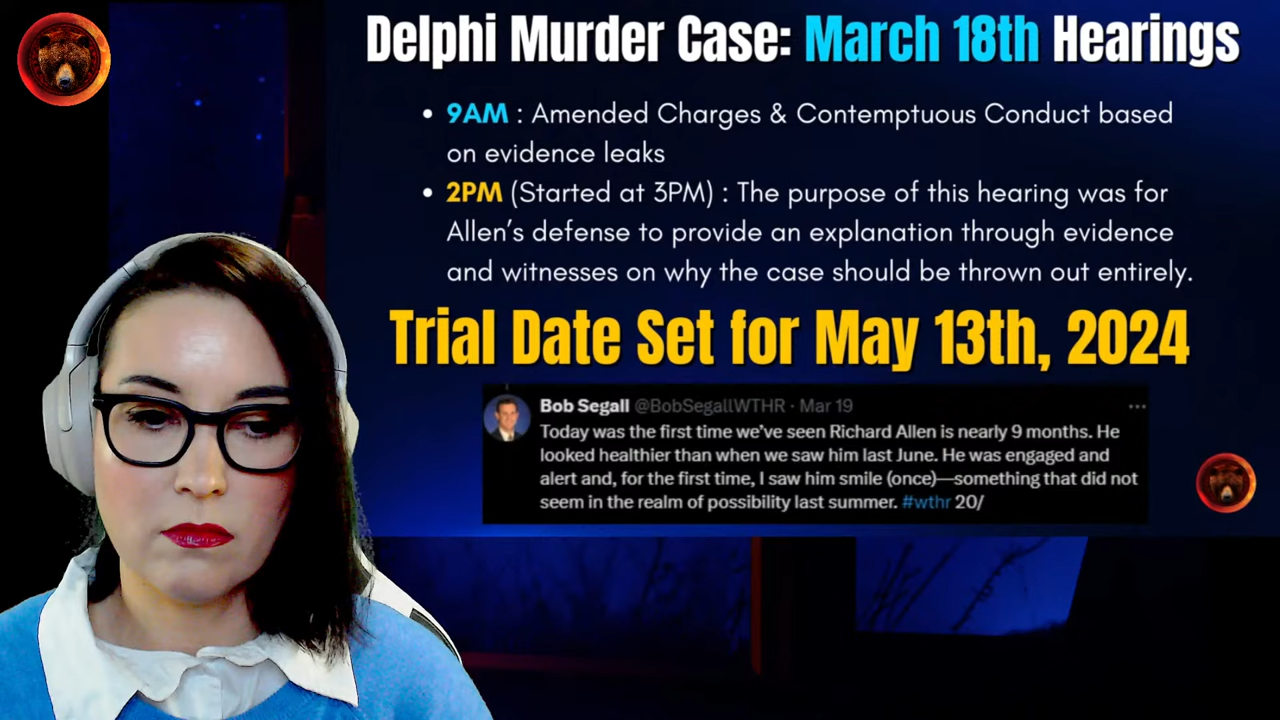 Delphi Murder Case: March 18th Hearings
• 9AM : Amended Charges & Contemptuous Conduct based
on evidence leaks
• 2PM (Started at 3PM) : The purpose of this hearing was for
Allen's defense to provide an explanation through evidence
and witnesses on why the case should be thrown out entirely.
Trial Date Set for May 13th, 2024
Bob Segall @BobSegallWTHR · Mar 19
Today was the first time we've seen Richard Allen is nearly 9 months. He
looked healthier than when we saw him last June. He was engaged and
alert and, for the first time, I saw him smile (once)—something that did not
seem in the realm of possibility last summer. #wthr 20/